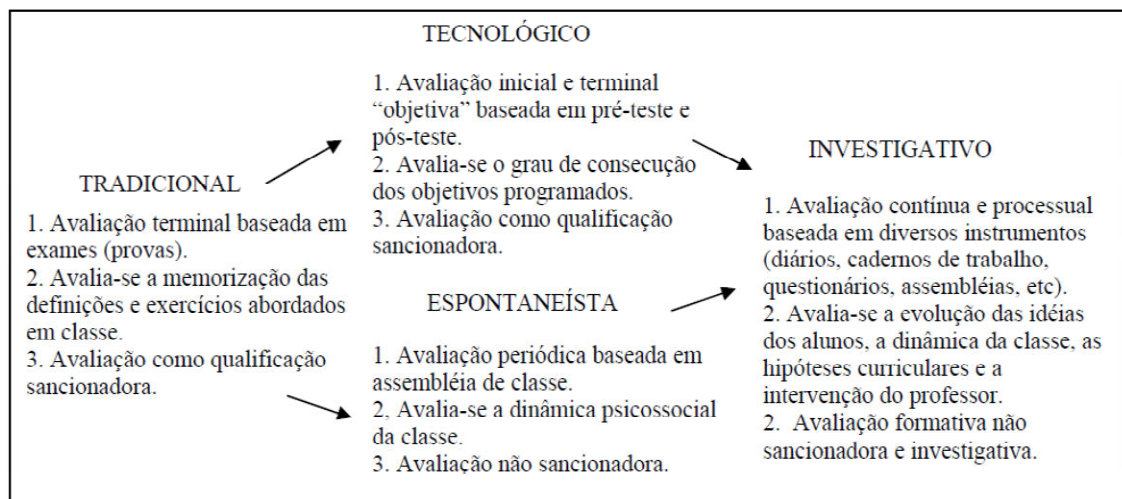 TECNOLÓGICO
1. Avaliação inicial e terminal
“objetiva” baseada em pré-teste e
pós-teste.
2. Avalia-se o grau de consecução
dos objetivos programados.
3. Avaliação como qualificação
sancionadora.
TRADICIONAL
1. Avaliação terminal baseada em
exames (provas).
2. Avalia-se a memorização das
definições e exercícios abordados
em classe.
3. Avaliação como qualificação
sancionadora.
ESPONTANEÍSTA
1. Avaliação periódica baseada em
assembléia de classe.
2. Avalia-se a dinâmica psicossocial
da classe.
3. Avaliação não sancionadora.
INVESTIGATIVO
1. Avaliação contínua e processual
baseada em diversos instrumentos
(diários, cadernos de trabalho,
questionários, assembléias, etc).
2. Avalia-se a evolução das idéias
dos alunos, a dinâmica da classe, as
hipóteses curriculares e a
intervenção do professor.
2. Avaliação formativa não
sancionadora e investigativa.